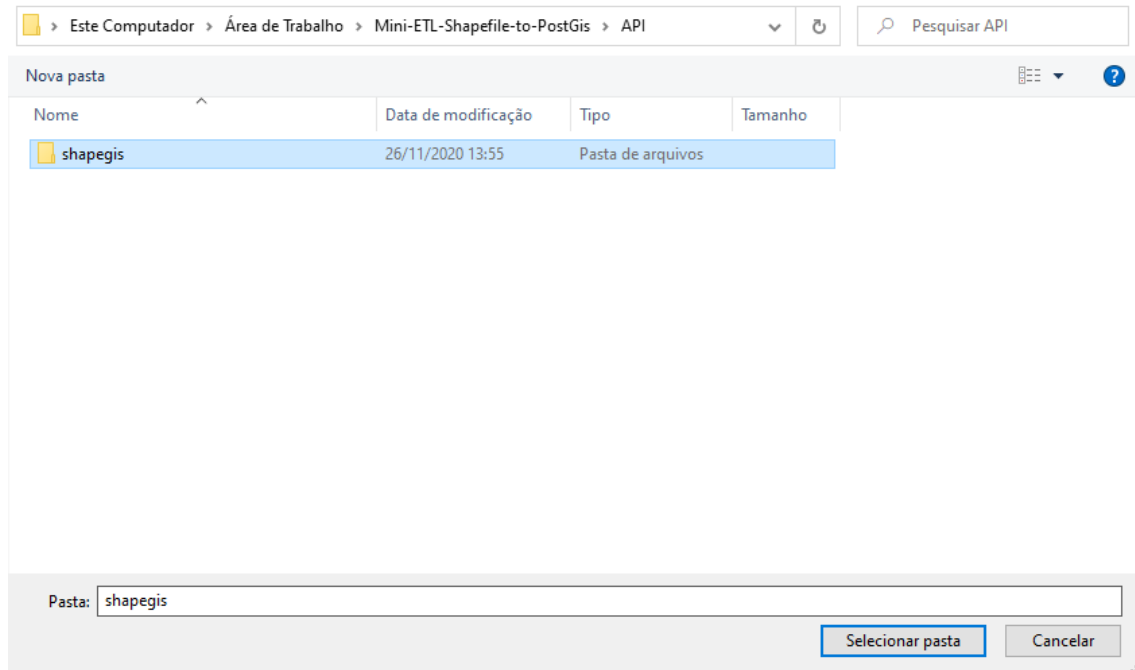 Este Computador > Área de Trabalho > Mini-ETL-Shapefile-to-PostGis > API Pesquisar API
Nova pasta ?
Nome Data de modificação Tipo Tamanho
shapegis 26/11/2020 13:55 Pasta de arquivos
Pasta: shapegis
Selecionar pasta Cancelar